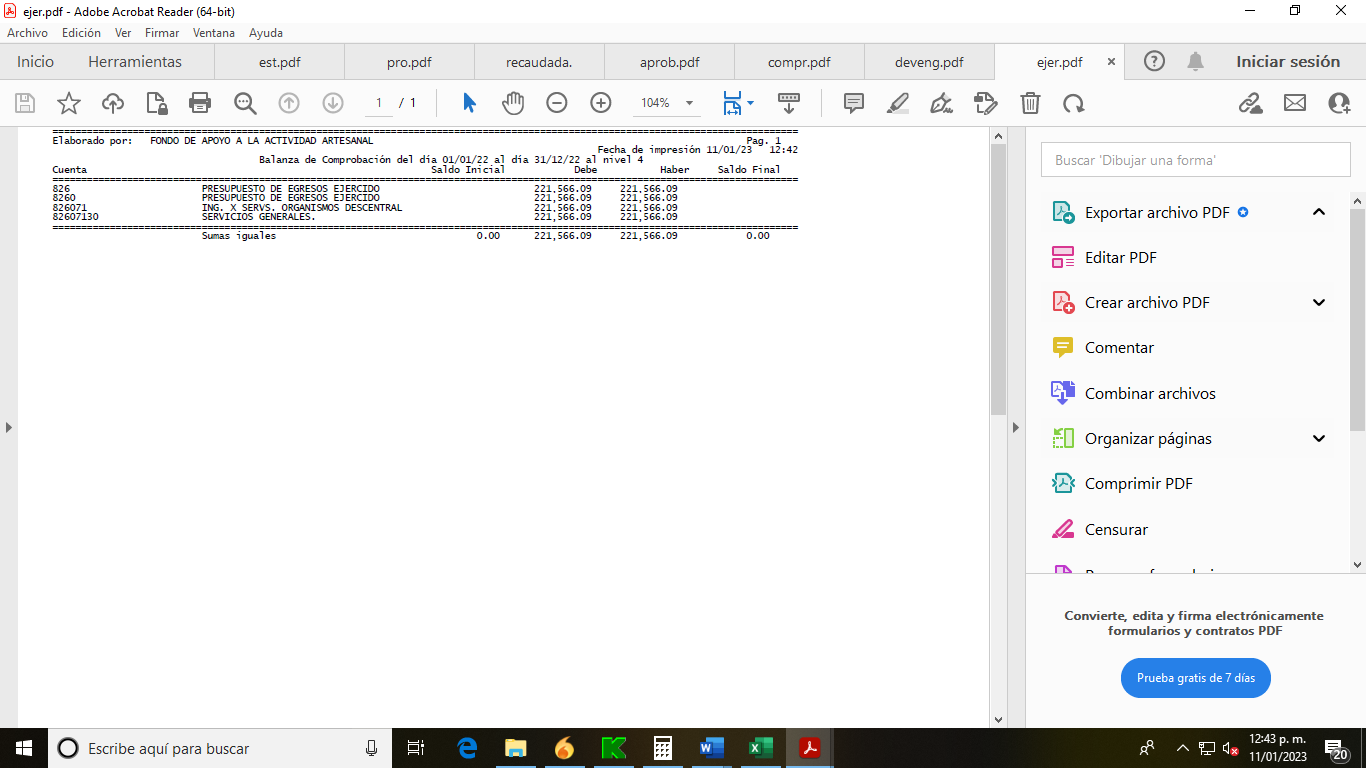 ejer.pdf - Adobe Acrobat Reader (64-bit)
Archivo Edición Ver Firmar Ventana Ayuda
Inicio Herramientas est.pdf pro.pdf recaudada. aprob.pdf compr.pdf deveng.pdf ejer.pdf Iniciar sesión
1 / 1 104%
Elaborado por: FONDO DE APOYO A LA ACTIVIDAD ARTESANAL Pag. 1
Fecha de impresión 11/01/23 12:42
Balanza de Comprobación del día 01/01/22 al día 31/12/22 al nivel 4
Cuenta Saldo Inicial Debe Haber Saldo Final
826 PRESUPUESTO DE EGRESOS EJERCIDO 221,566.09 221,566.09
8260 PRESUPUESTO DE EGRESOS EJERCIDO 221,566.09 221,566.09
826071 ING. X SERVS. ORGANISMOS DESCENTRAL 221,566.09 221,566.09
82607130 SERVICIOS GENERALES. 221,566.09 221,566.09
Sumas iguales 0.00 221,566.09 221,566.09 0.00
Buscar 'Dibujar una forma'
Exportar archivo PDF
Editar PDF
Crear archivo PDF
Comentar
Combinar archivos
Organizar páginas
Comprimir PDF
Censurar
Convierte, edita y firma electrónicamente
formularios y contratos PDF
Prueba gratis de 7 días
Escribe aquí para buscar
12:43 p. m.
11/01/2023
20